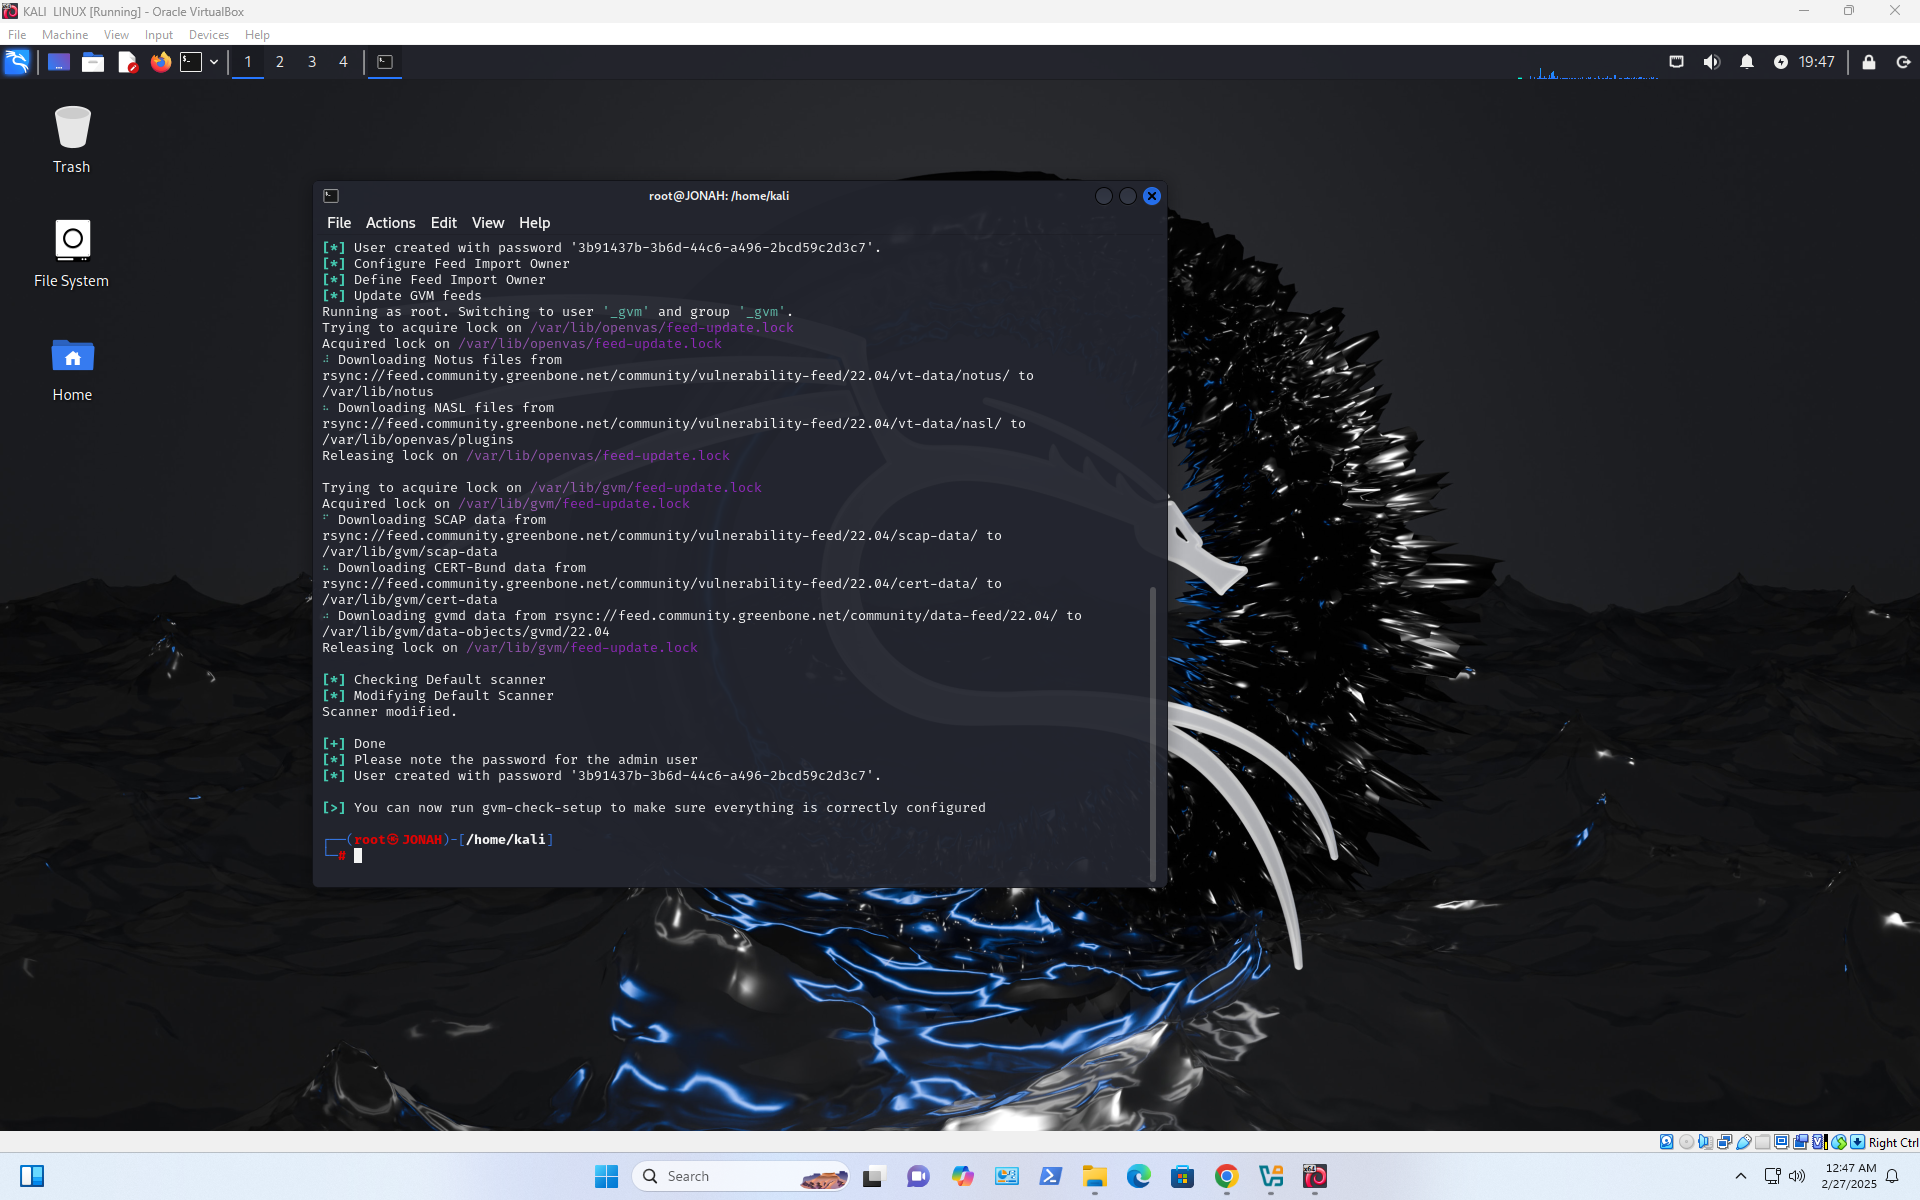 KALI LINUX [Running] - Oracle VirtualBox
File Machine View Input Devices Help
1 2 3 4 19:47
Trash
File System
Home
root@JONAH: /home/kali
File Actions Edit View Help
[*] User created with password '3b91437b-3b6d-44c6-a496-2bcd59c2d3c7'.
[*] Configure Feed Import Owner
[*] Define Feed Import Owner
[*] Update GVM feeds
Running as root. Switching to user '_gvm' and group '_gvm'.
Trying to acquire lock on /var/lib/openvas/feed-update.lock
Acquired lock on /var/lib/openvas/feed-update.lock
Downloading Notus files from
rsync://feed.community.greenbone.net/community/vulnerability-feed/22.04/vt-data/notus/ to
/var/lib/notus
Downloading NASL files from
rsync://feed.community.greenbone.net/community/vulnerability-feed/22.04/vt-data/nasl/ to
/var/lib/openvas/plugins
Releasing lock on /var/lib/openvas/feed-update.lock
Trying to acquire lock on /var/lib/gvm/feed-update.lock
Acquired lock on /var/lib/gvm/feed-update.lock
Downloading SCAP data from
rsync://feed.community.greenbone.net/community/vulnerability-feed/22.04/scap-data/ to
/var/lib/gvm/scap-data
Downloading CERT-Bund data from
rsync://feed.community.greenbone.net/community/vulnerability-feed/22.04/cert-data/ to
/var/lib/gvm/cert-data
Downloading gvmd data from rsync://feed.community.greenbone.net/community/data-feed/22.04/ to
/var/lib/gvm/data-objects/gvmd/22.04
Releasing lock on /var/lib/gvm/feed-update.lock
[*] Checking Default scanner
[*] Modifying Default Scanner
Scanner modified.
[+] Done
[*] Please note the password for the admin user
[*] User created with password '3b91437b-3b6d-44c6-a496-2bcd59c2d3c7'.
[>] You can now run gvm-check-setup to make sure everything is correctly configured
┌──(root㉿JONAH)-[/home/kali]
└─#
Right Ctrl
Search
12:47 AM
2/27/2025